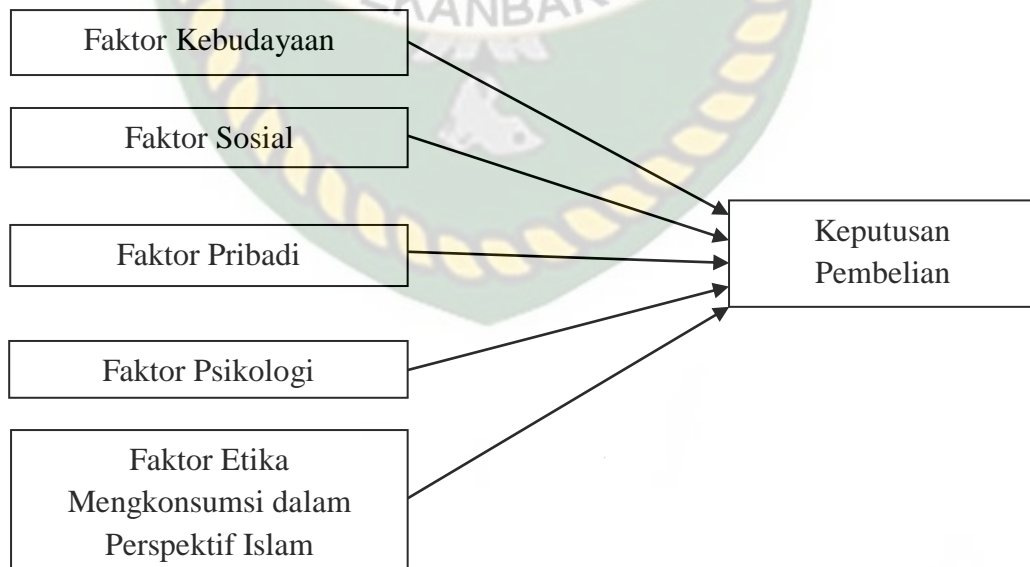 Faktor Kebudayaan
Faktor Sosial
Faktor Pribadi
Faktor Psikologi
Faktor Etika
Mengkonsumsi dalam
Perspektif Islam
Keputusan
Pembelian